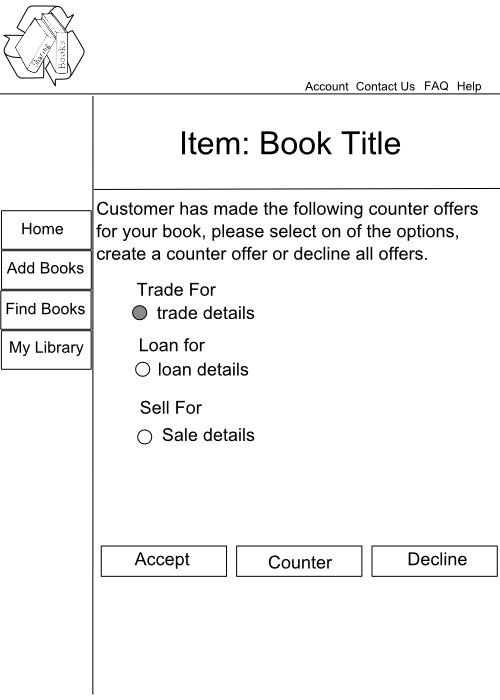 Sharing
Books
Account Contact Us FAQ Help
Item: Book Title
Customer has made the following counter offers
for your book, please select on of the options,
create a counter offer or decline all offers.
Home
Add Books
Find Books
My Library
Trade For
trade details
Loan for
loan details
Sell For
Sale details
Accept
Counter
Decline